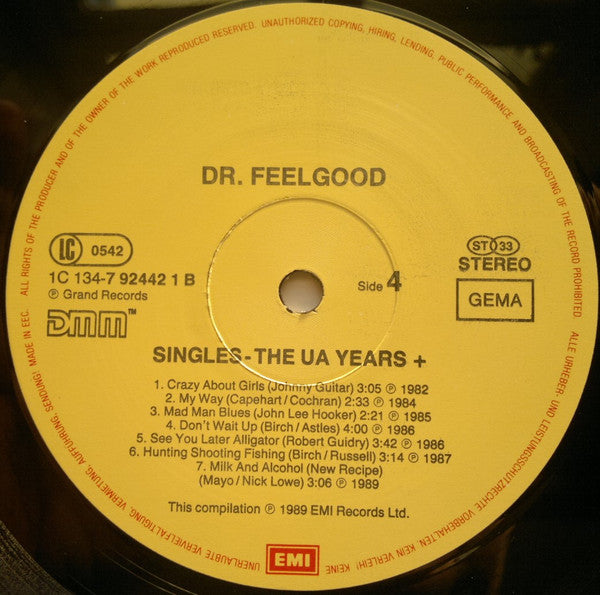 ALL RIGHTS OF THE PRODUCER AND OF THE OWNER OF THE WORK REPRODUCED RESERVED. UNAUTHORIZED COPYING, HIRING, LENDING, PUBLIC PERFORMANCE AND BROADCASTING OF THE RECORD PROHIBITED.
DR. FEELGOOD
LC 0542
1C 134-7 92442 1 B
℗ Grand Records
DMM™
Side 4
ST 33
STEREO
GEMA
SINGLES - THE UA YEARS +
1. Crazy About Girls (Johnny Guitar) 3:05 ℗ 1982
2. My Way (Capehart / Cochran) 2:33 ℗ 1984
3. Mad Man Blues (John Lee Hooker) 2:21 ℗ 1985
4. Don't Wait Up (Birch / Astles) 4:00 ℗ 1986
5. See You Later Alligator (Robert Guidry) 3:42 ℗ 1986
6. Hunting Shooting Fishing (Birch / Russell) 3:14 ℗ 1987
7. Milk And Alcohol (New Recipe)
(Mayo / Nick Lowe) 3:06 ℗ 1989
This compilation ℗ 1989 EMI Records Ltd.
EMI
ALLE URHEBER- UND LEISTUNGSSCHUTZRECHTE VORBEHALTEN. KEIN VERLEIH! KEINE
UNERLAUBTE VERVIELFÄLTIGUNG, VERMIETUNG, AUFFÜHRUNG, SENDUNG! MADE IN EEC.